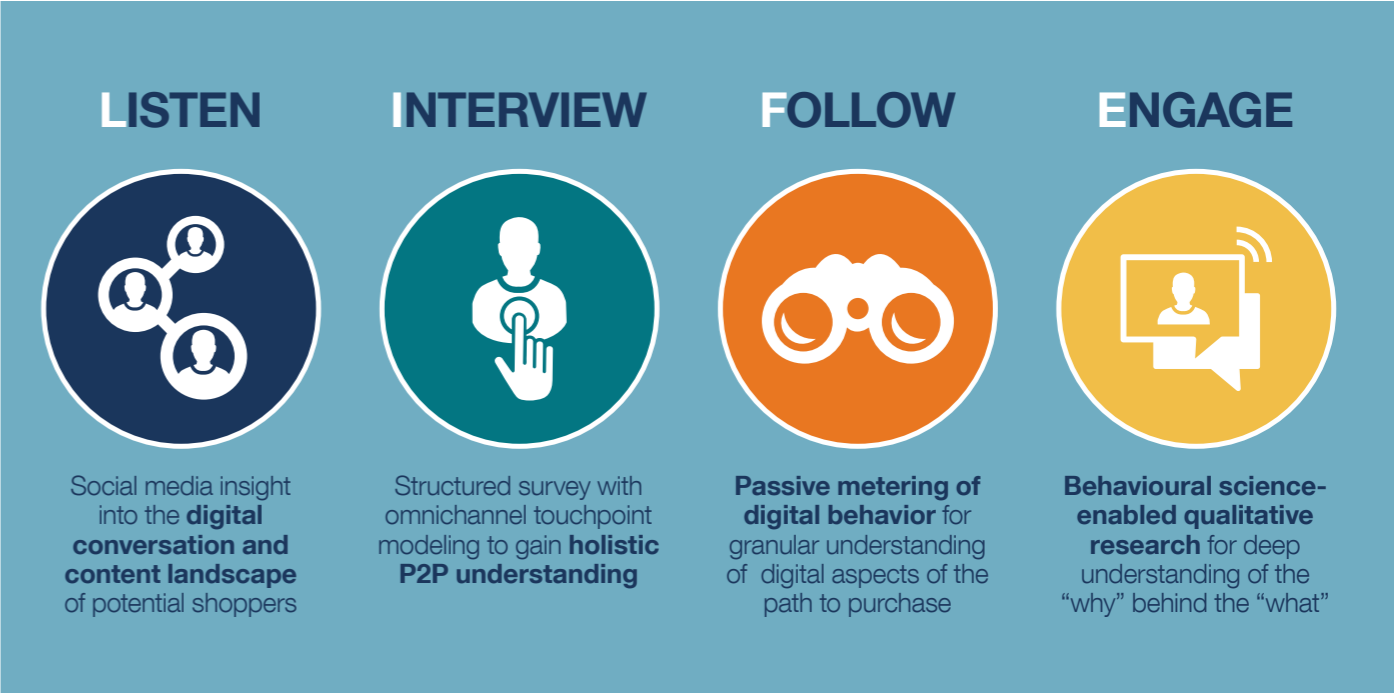 LISTEN
Social media insight
into the digital
conversation and
content landscape
of potential shoppers
INTERVIEW
Structured survey with
omnichannel touchpoint
modeling to gain holistic
P2P understanding
FOLLOW
Passive metering of
digital behavior for
granular understanding
of digital aspects of the
path to purchase
ENGAGE
Behavioural science-
enabled qualitative
research for deep
understanding of the
“why” behind the “what”